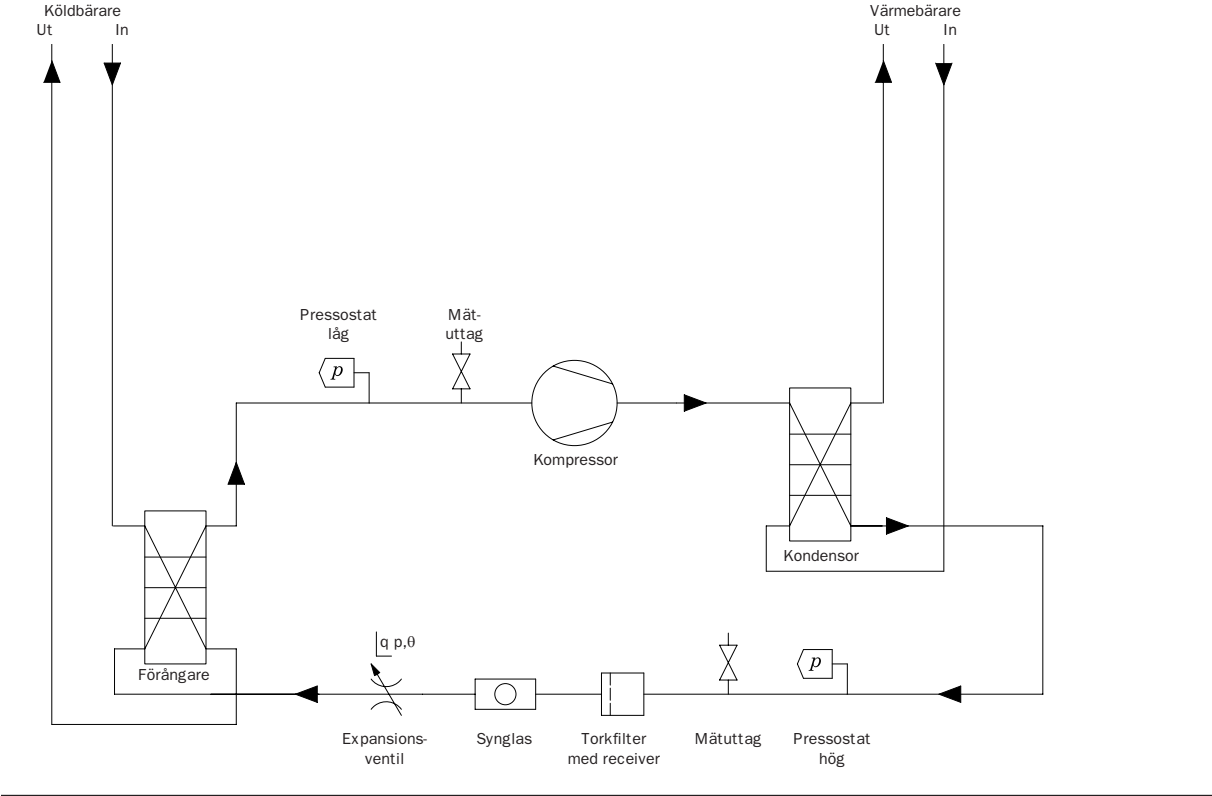 Köldbärare
Ut In
Värmebärare
Ut In
Pressostat
låg
Mät-
uttag
p
Kompressor
Kondensor
Förångare
q p,θ
p
Expansions-
ventil
Synglas
Torkfilter
med receiver
Mätuttag
Pressostat
hög